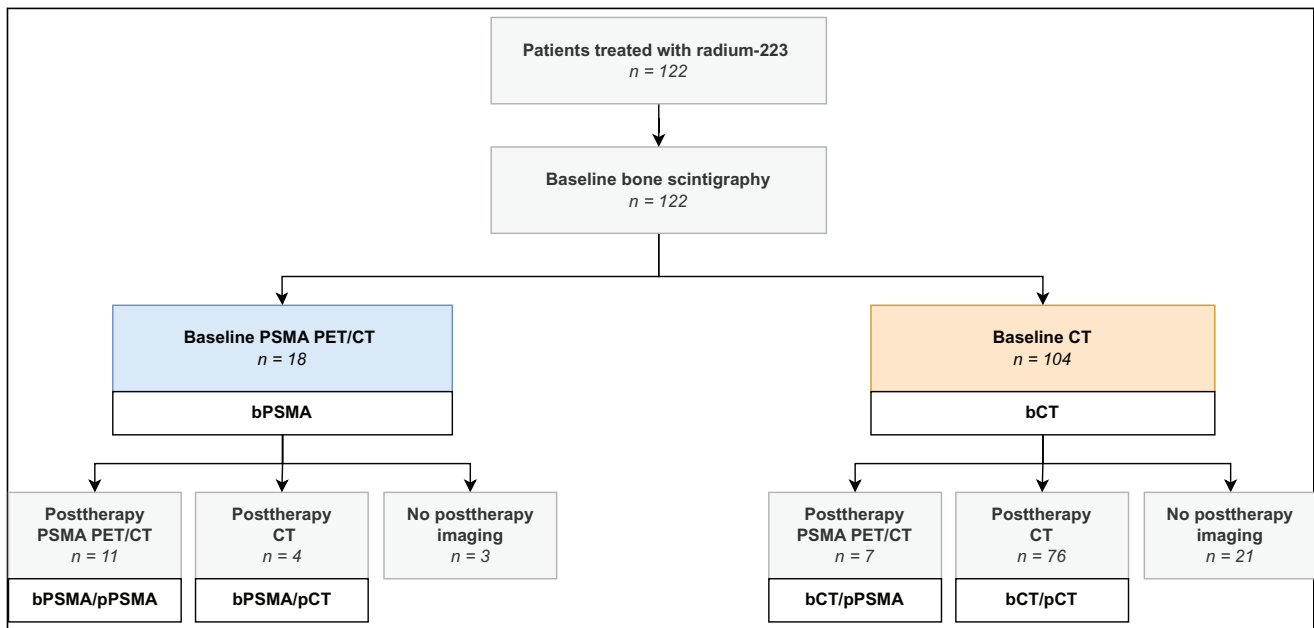 Patients treated with radium-223
n = 122
Baseline bone scintigraphy
n = 122
Baseline PSMA PET/CT
n = 18
bPSMA
Baseline CT
n = 104
bCT
Posttherapy
PSMA PET/CT
n = 11
bPSMA/pPSMA
Posttherapy
CT
n = 4
bPSMA/pCT
No posttherapy
imaging
n = 3
Posttherapy
PSMA PET/CT
n = 7
bCT/pPSMA
Posttherapy
CT
n = 76
bCT/pCT
No posttherapy
imaging
n = 21